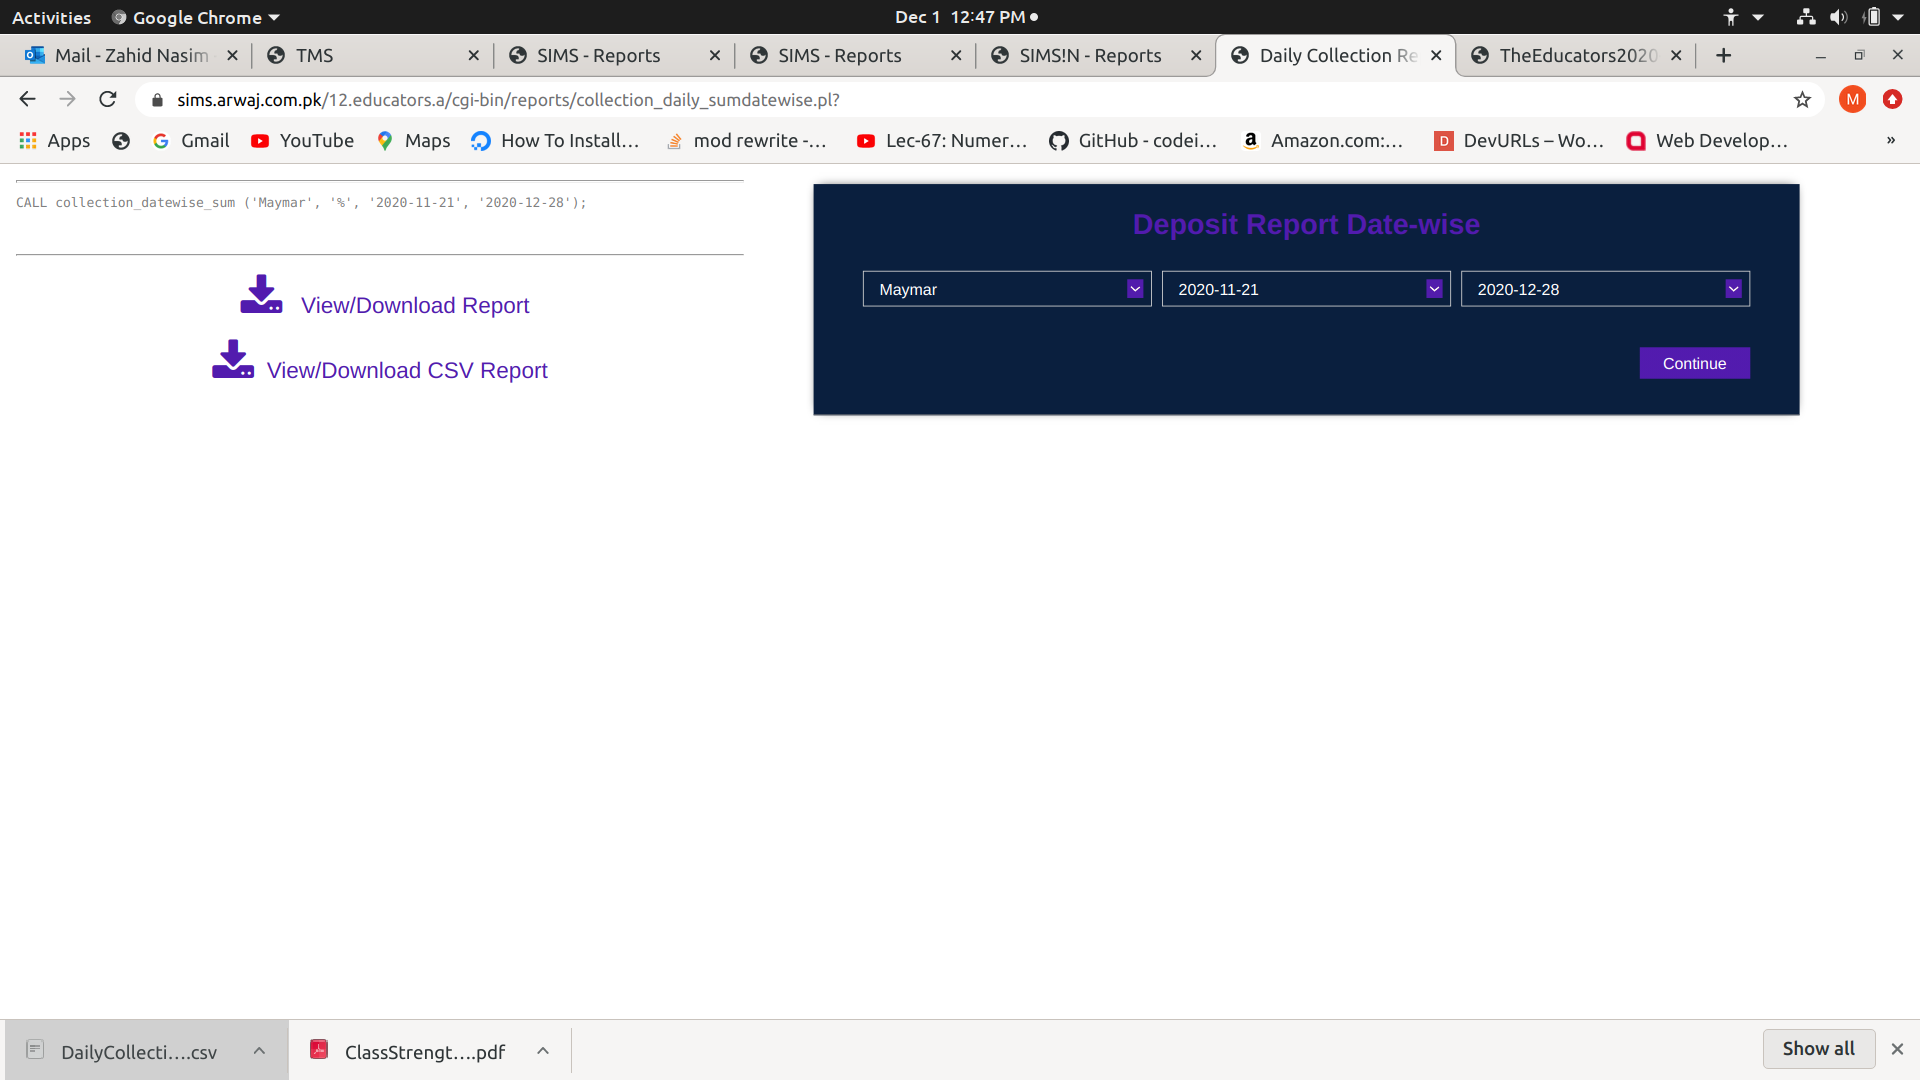 Activities Google Chrome Dec 1 12:47 PM
Mail - Zahid Nasim TMS SIMS - Reports SIMS - Reports SIMS!N - Reports Daily Collection Re TheEducators2020
sims.arwaj.com.pk/12.educators.a/cgi-bin/reports/collection_daily_sumdatewise.pl? M
Apps Gmail YouTube Maps How To Install… mod rewrite -… Lec-67: Numer… GitHub - codei… Amazon.com:… DevURLs – Wo… Web Develop… »
CALL collection_datewise_sum ('Maymar', '%', '2020-11-21', '2020-12-28');
View/Download Report
View/Download CSV Report
Deposit Report Date-wise
Maymar 2020-11-21 2020-12-28
Continue
DailyCollecti….csv ClassStrengt….pdf Show all